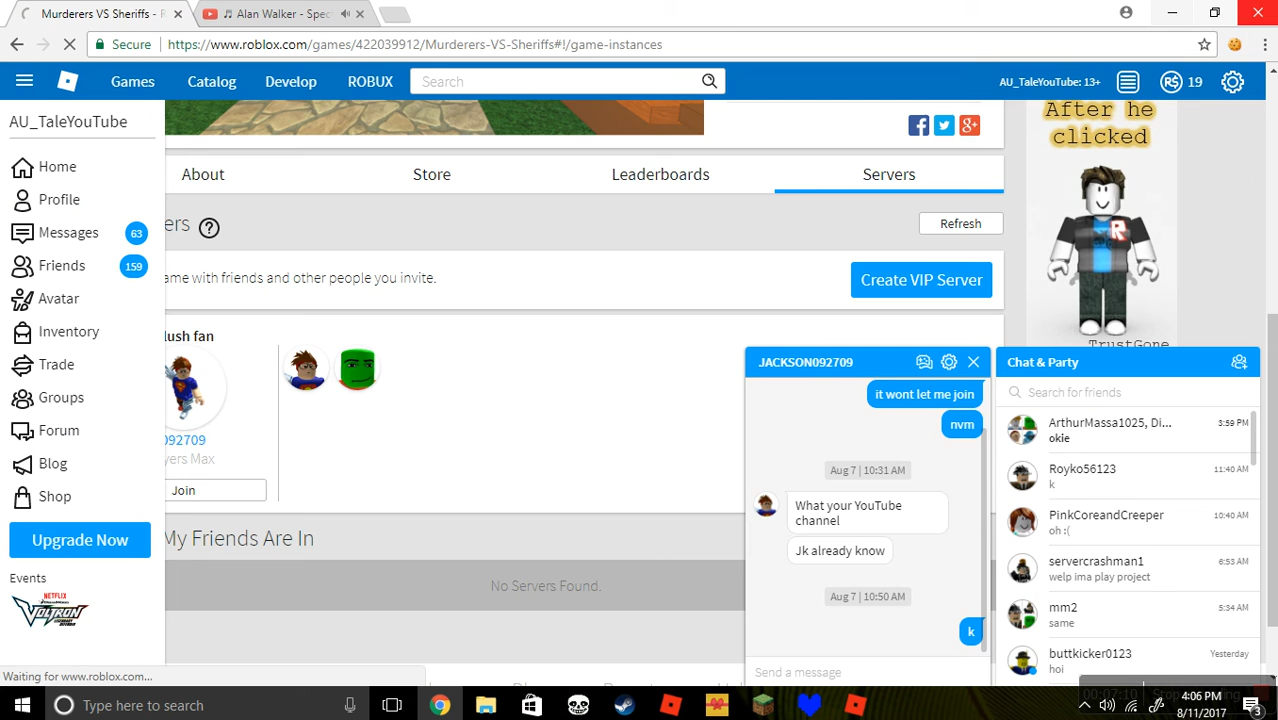 Murderers VS Sheriffs - R
Alan Walker - Spec
Secure
https://www.roblox.com/games/422039912/Murderers-VS-Sheriffs#!/game-instances
Games
Catalog
Develop
ROBUX
Search
AU_TaleYouTube: 13+
R$ 19
AU_TaleYouTube
Home
Profile
Messages 63
Friends 159
Avatar
Inventory
Trade
Groups
Forum
Blog
Shop
Upgrade Now
Events
NETFLIX
VOLTRON
About
Store
Leaderboards
Servers
ers ?
Refresh
ame with friends and other people you invite.
Create VIP Server
lush fan
092709
yers Max
Join
My Friends Are In
No Servers Found.
After he
clicked
R
TrustGone
JACKSON092709
it wont let me join
nvm
Aug 7 | 10:31 AM
What your YouTube
channel
Jk already know
Aug 7 | 10:50 AM
k
Send a message
Chat & Party
Search for friends
ArthurMassa1025, Di... 3:59 PM
okie
Royko56123 11:40 AM
k
PinkCoreandCreeper 10:40 AM
oh :(
servercrashman1 6:53 AM
welp ima play project
mm2 5:34 AM
same
buttkicker0123 Yesterday
hoi
Waiting for www.roblox.com...
00:07:10
Type here to search
4:06 PM
8/11/2017
3